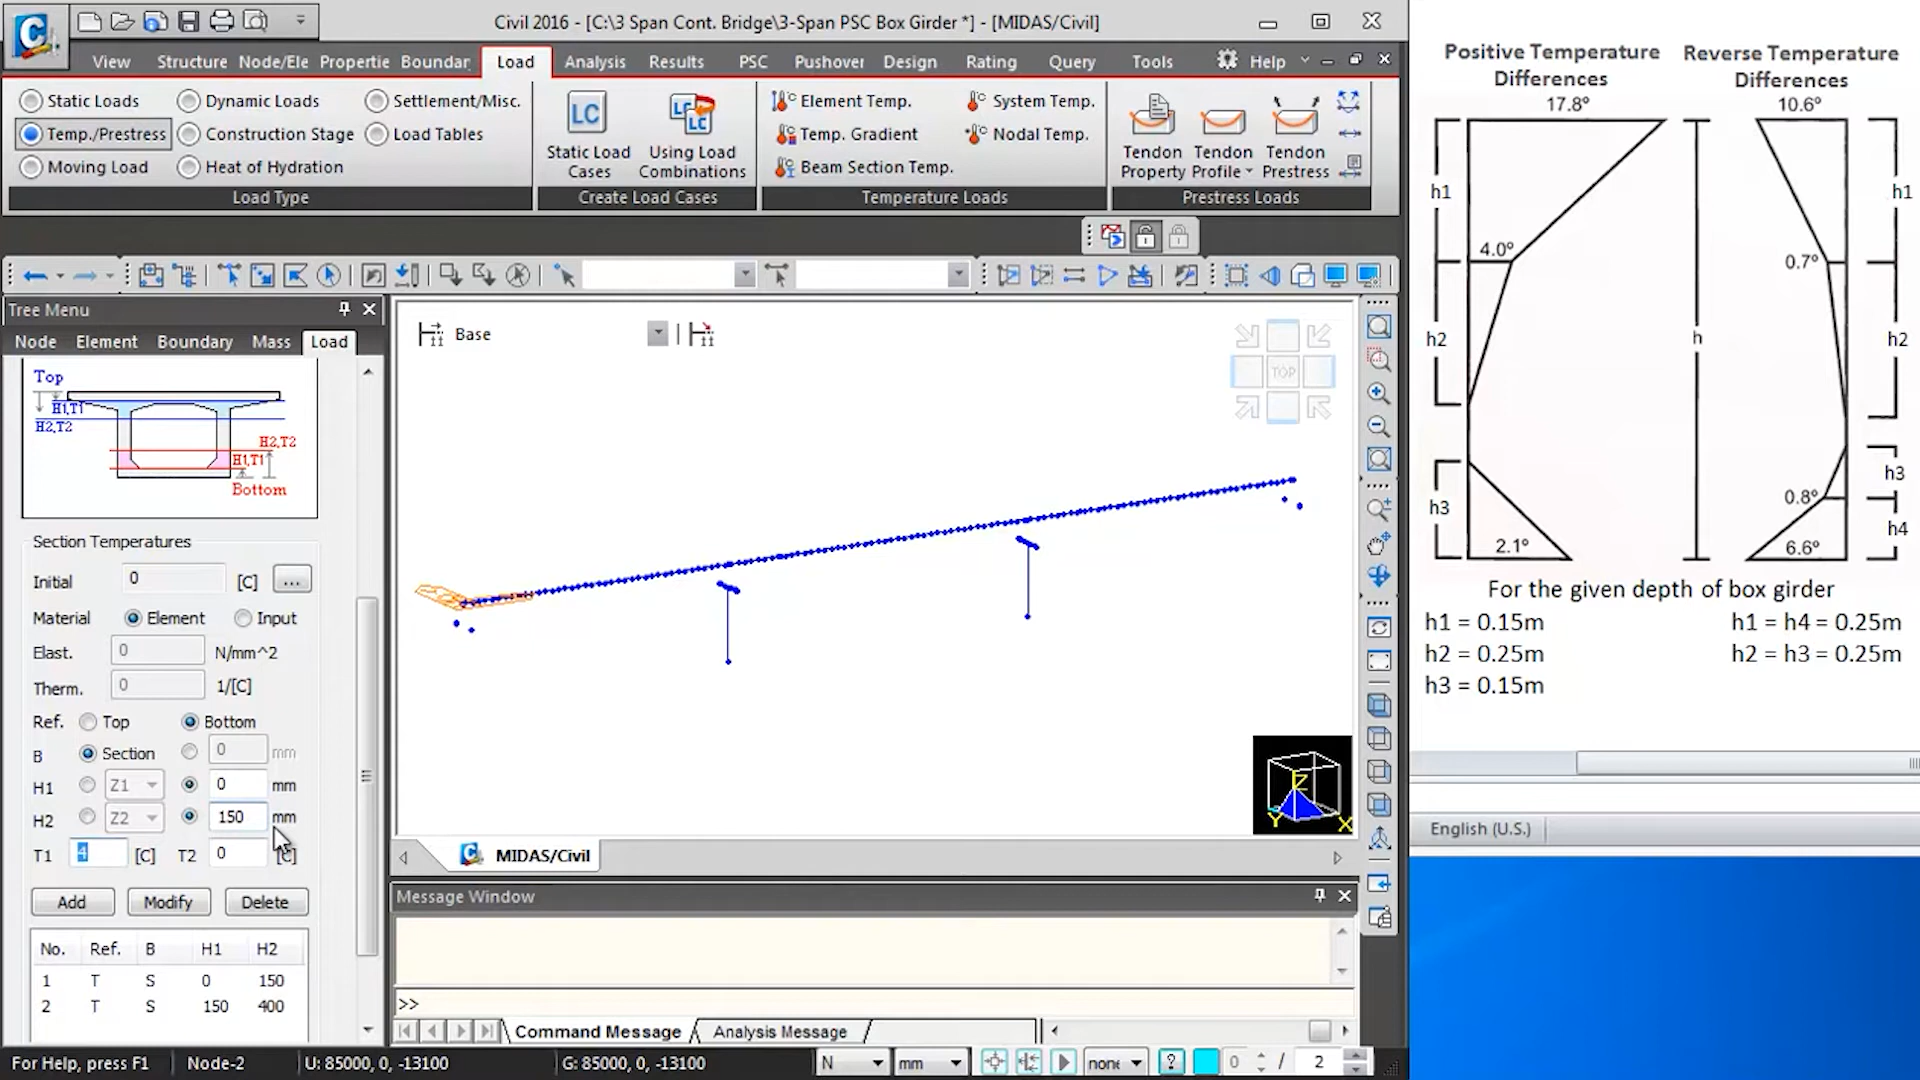 Civil 2016 - [C:\3 Span Cont. Bridge\3-Span PSC Box Girder *] - [MIDAS/Civil]
View Structure Node/Ele Propertie Boundar Load Analysis Results PSC Pushover Design Rating Query Tools Help
Static Loads Dynamic Loads Settlement/Misc.
Temp./Prestress Construction Stage Load Tables
Moving Load Heat of Hydration
Load Type
LC
Static Load
Cases
Using Load
Combinations
Create Load Cases
Element Temp. System Temp.
Temp. Gradient Nodal Temp.
Beam Section Temp.
Temperature Loads
Tendon
Property
Tendon
Profile
Tendon
Prestress
Prestress Loads
Tree Menu
Node Element Boundary Mass Load
Top
H1,T1
H2,T2
H2,T2
H1,T1
Bottom
Section Temperatures
Initial 0 [C] ...
Material Element Input
Elast. 0 N/mm^2
Therm. 0 1/[C]
Ref. Top Bottom
B Section 0 mm
H1 Z1 0 mm
H2 Z2 150 mm
T1 4 [C] T2 0 [C]
Add Modify Delete
No. Ref. B H1 H2
1 T S 0 150
2 T S 150 400
Base
TOP
Z
Y X
MIDAS/Civil
Message Window
>>
Command Message Analysis Message
For Help, press F1 Node-2 U: 85000, 0, -13100 G: 85000, 0, -13100 N mm none ? 0 / 2
Positive Temperature
Differences
17.8º
h1
4.0º
h2
h3
2.1º
h
Reverse Temperature
Differences
10.6º
h1
0.7º
h2
h3
0.8º
h4
6.6º
For the given depth of box girder
h1 = 0.15m h1 = h4 = 0.25m
h2 = 0.25m h2 = h3 = 0.25m
h3 = 0.15m
English (U.S.)